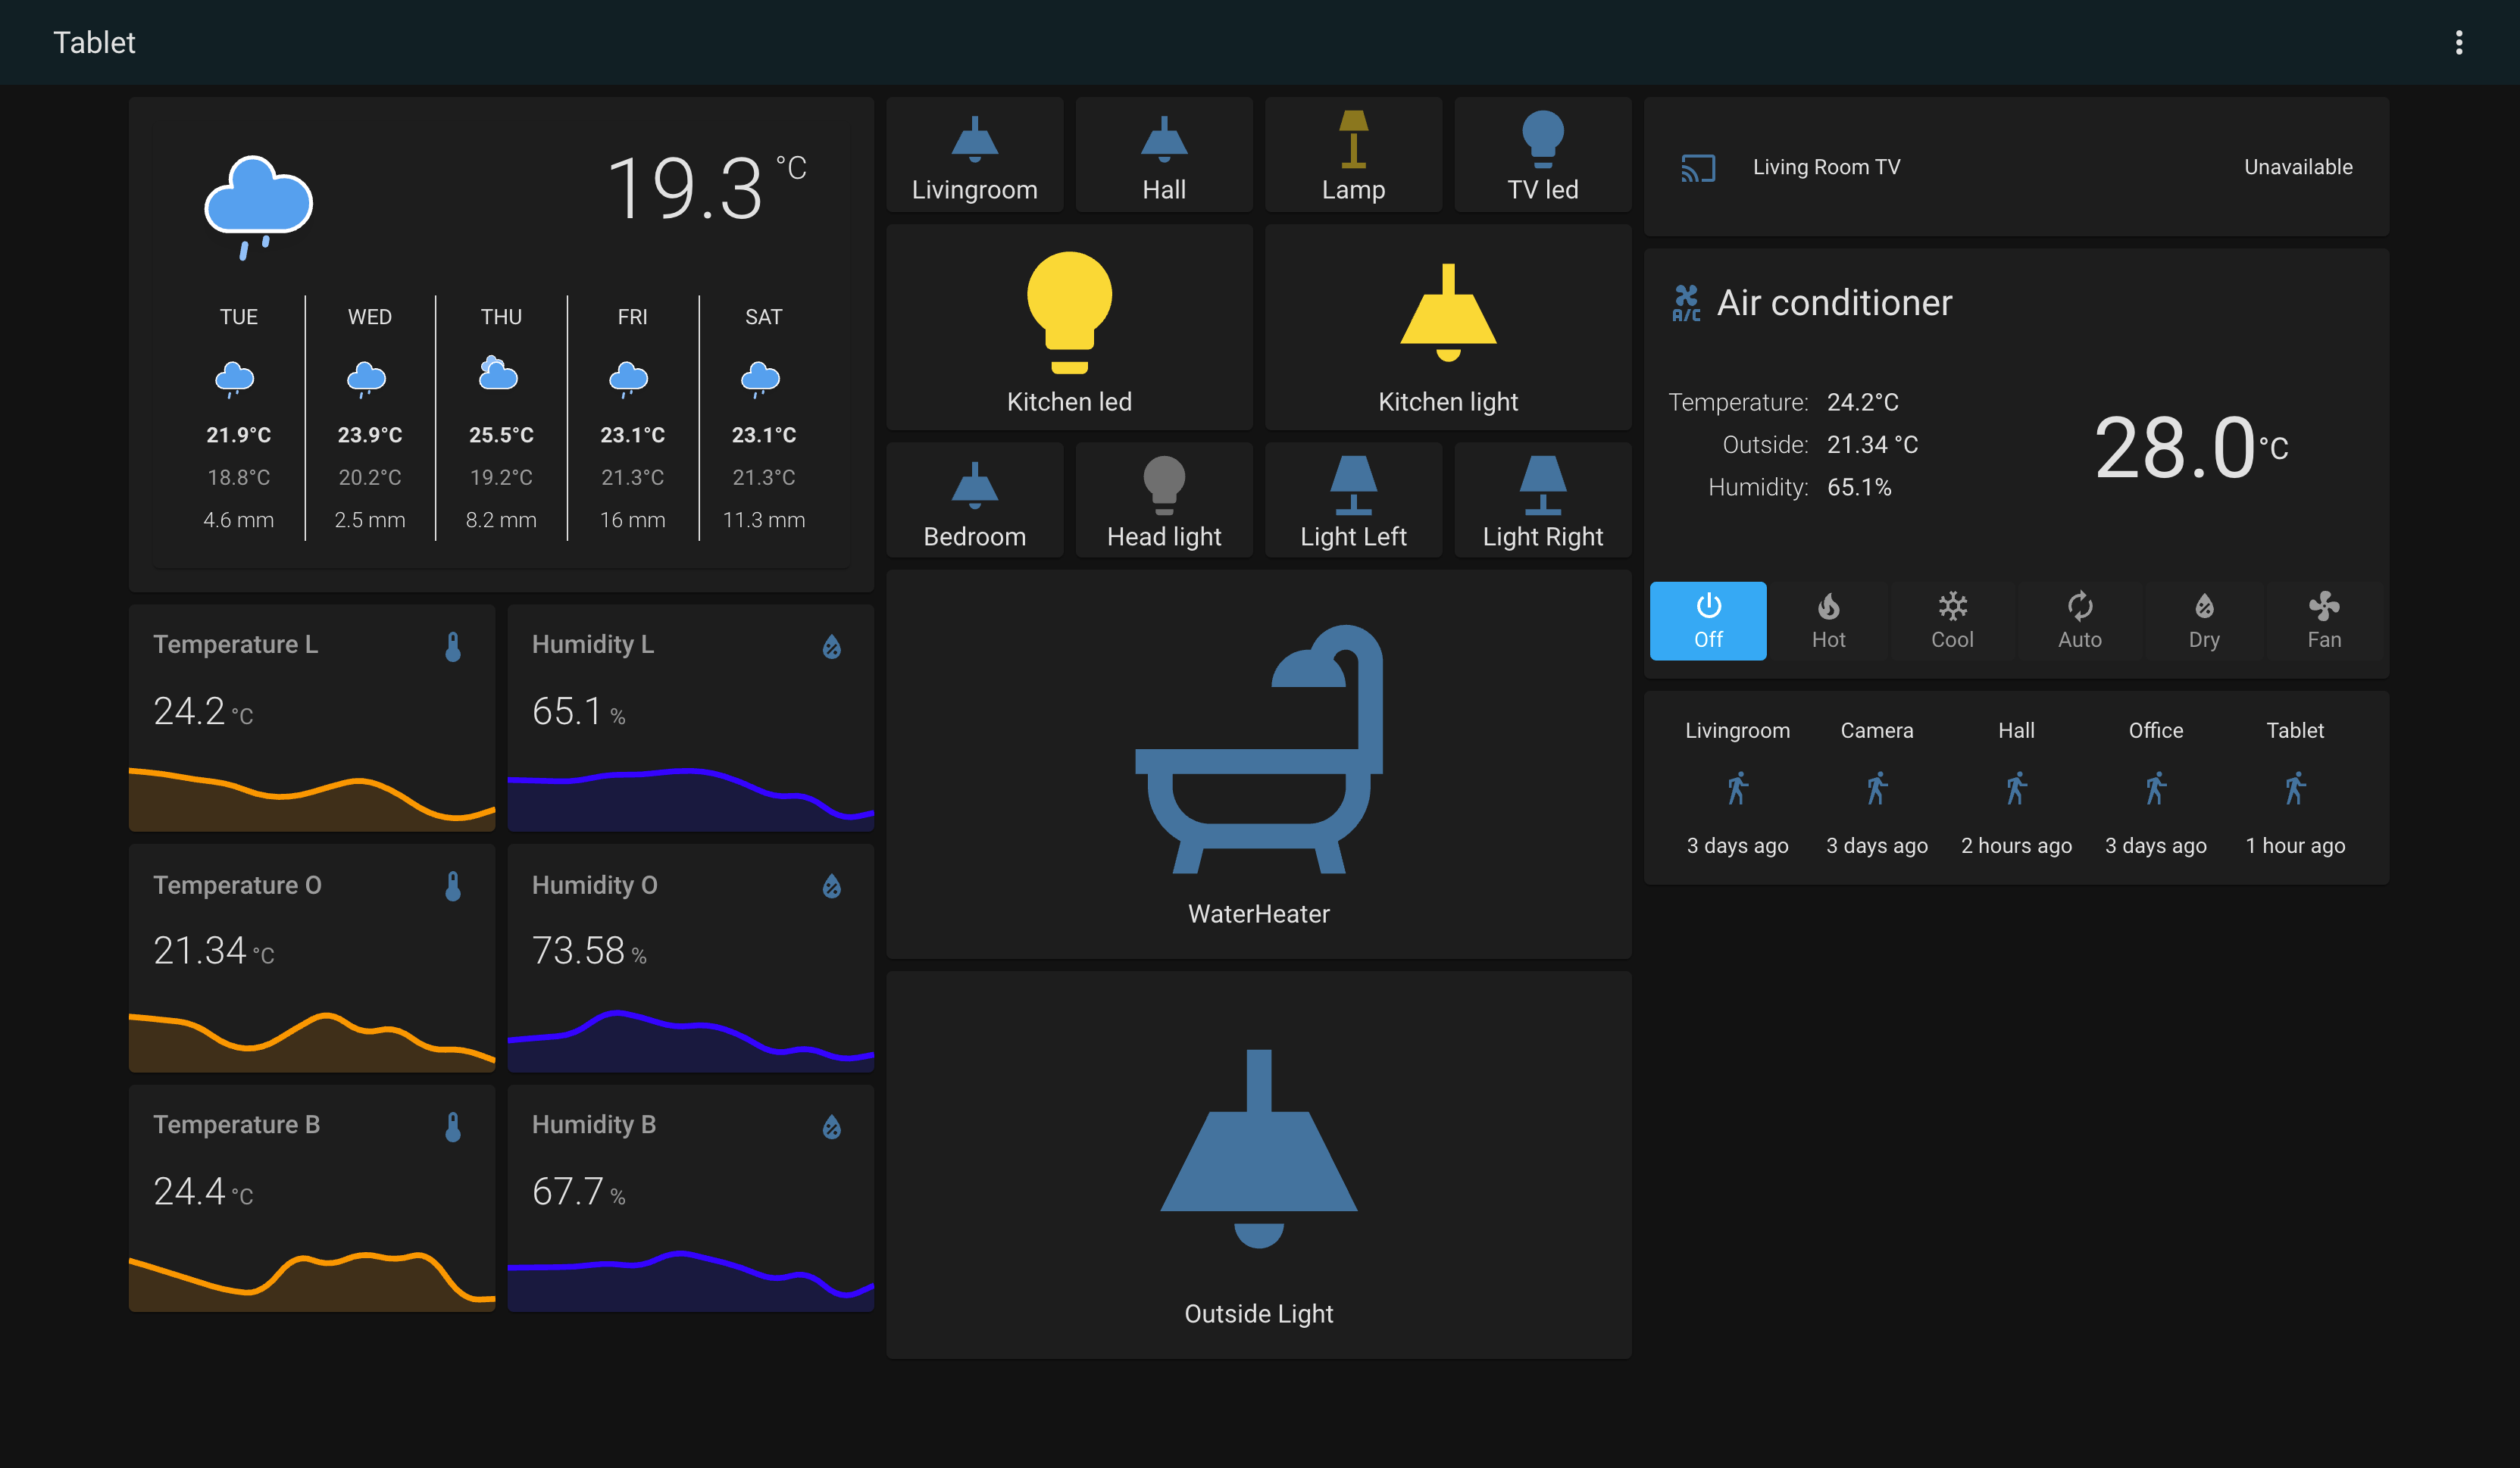 Tablet
19.3 °C
TUE WED THU FRI SAT
21.9°C 23.9°C 25.5°C 23.1°C 23.1°C
18.8°C 20.2°C 19.2°C 21.3°C 21.3°C
4.6 mm 2.5 mm 8.2 mm 16 mm 11.3 mm
Temperature L
24.2 °C
Humidity L
65.1 %
Temperature O
21.34 °C
Humidity O
73.58 %
Temperature B
24.4 °C
Humidity B
67.7 %
Livingroom Hall Lamp TV led
Kitchen led Kitchen light
Bedroom Head light Light Left Light Right
WaterHeater
Outside Light
Living Room TV Unavailable
A/C Air conditioner
Temperature: 24.2°C
Outside: 21.34 °C
Humidity: 65.1%
28.0°C
Off Hot Cool Auto Dry Fan
Livingroom Camera Hall Office Tablet
3 days ago 3 days ago 2 hours ago 3 days ago 1 hour ago